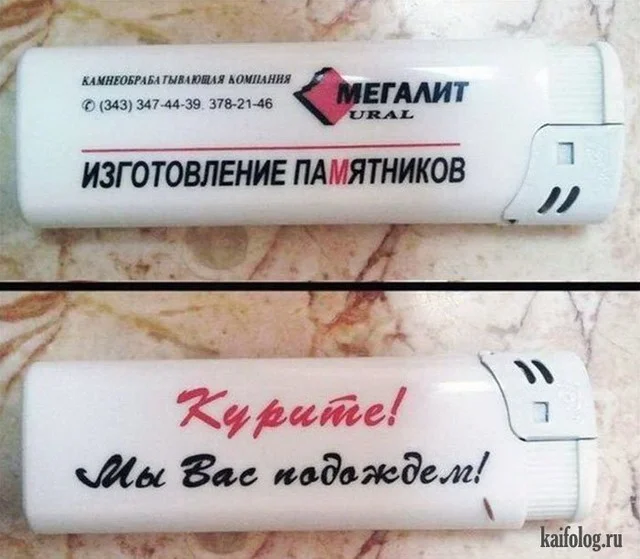 КАМНЕОБРАБАТЫВАЮЩАЯ КОМПАНИЯ
✆ (343) 347-44-39, 378-21-46
МЕГАЛИТ
URAL
ИЗГОТОВЛЕНИЕ ПАМЯТНИКОВ
Курите!
Мы Вас подождем!
kaifolog.ru